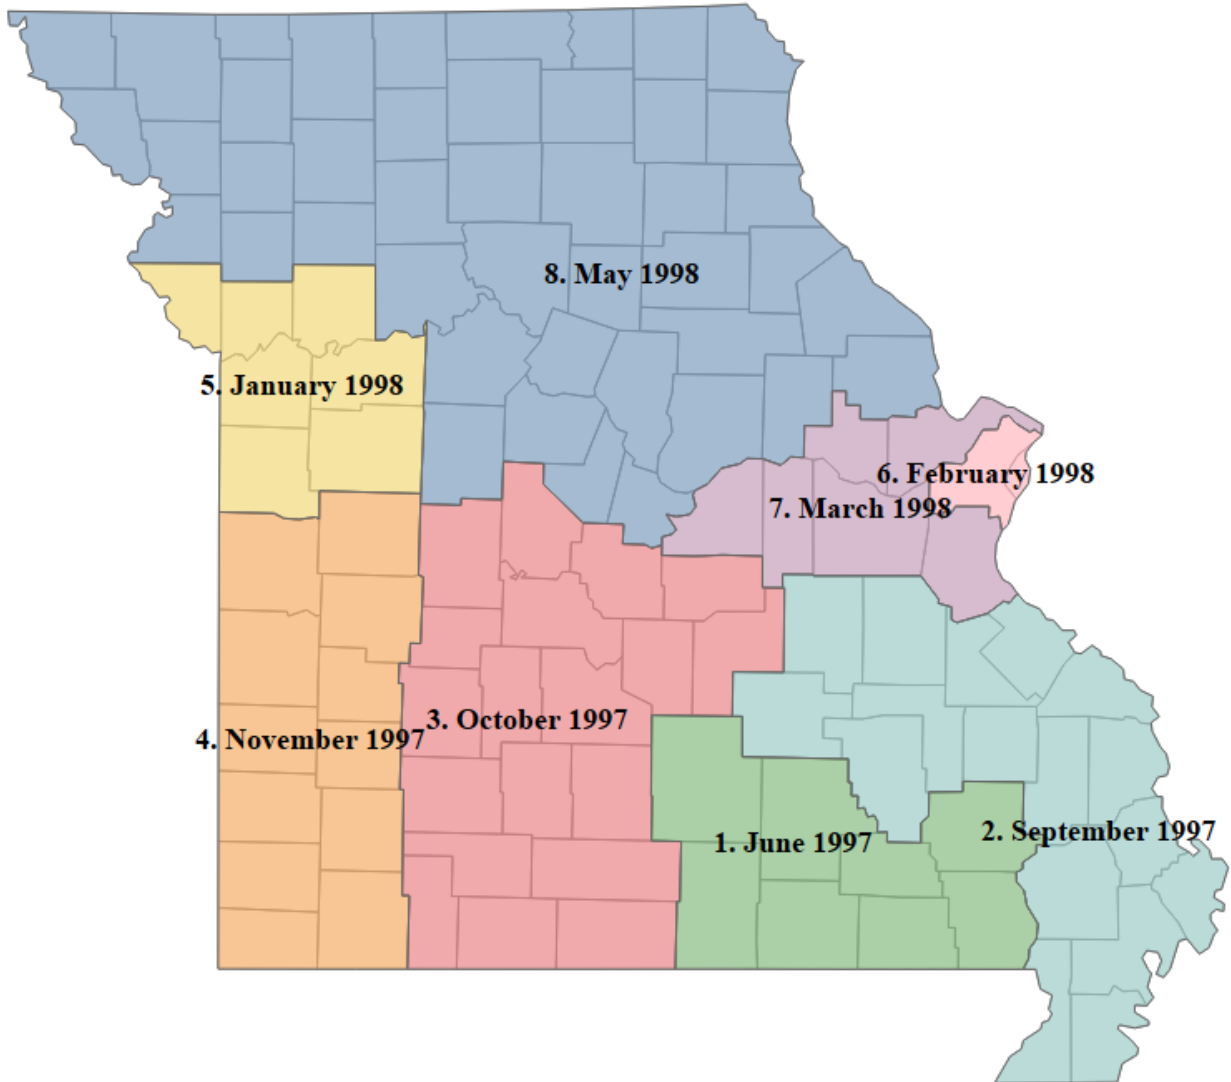 8. May 1998
5. January 1998
6. February 1998
7. March 1998
3. October 1997
4. November 1997
2. September 1997
1. June 1997